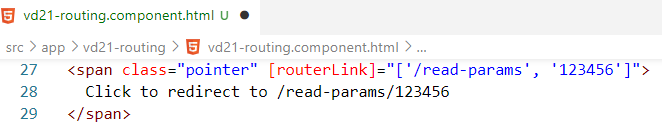 vd21-routing.component.html U ●
src > app > vd21-routing > vd21-routing.component.html > ...
27 <span class="pointer" [routerLink]="['/read-params', '123456']">
28 Click to redirect to /read-params/123456
29 </span>